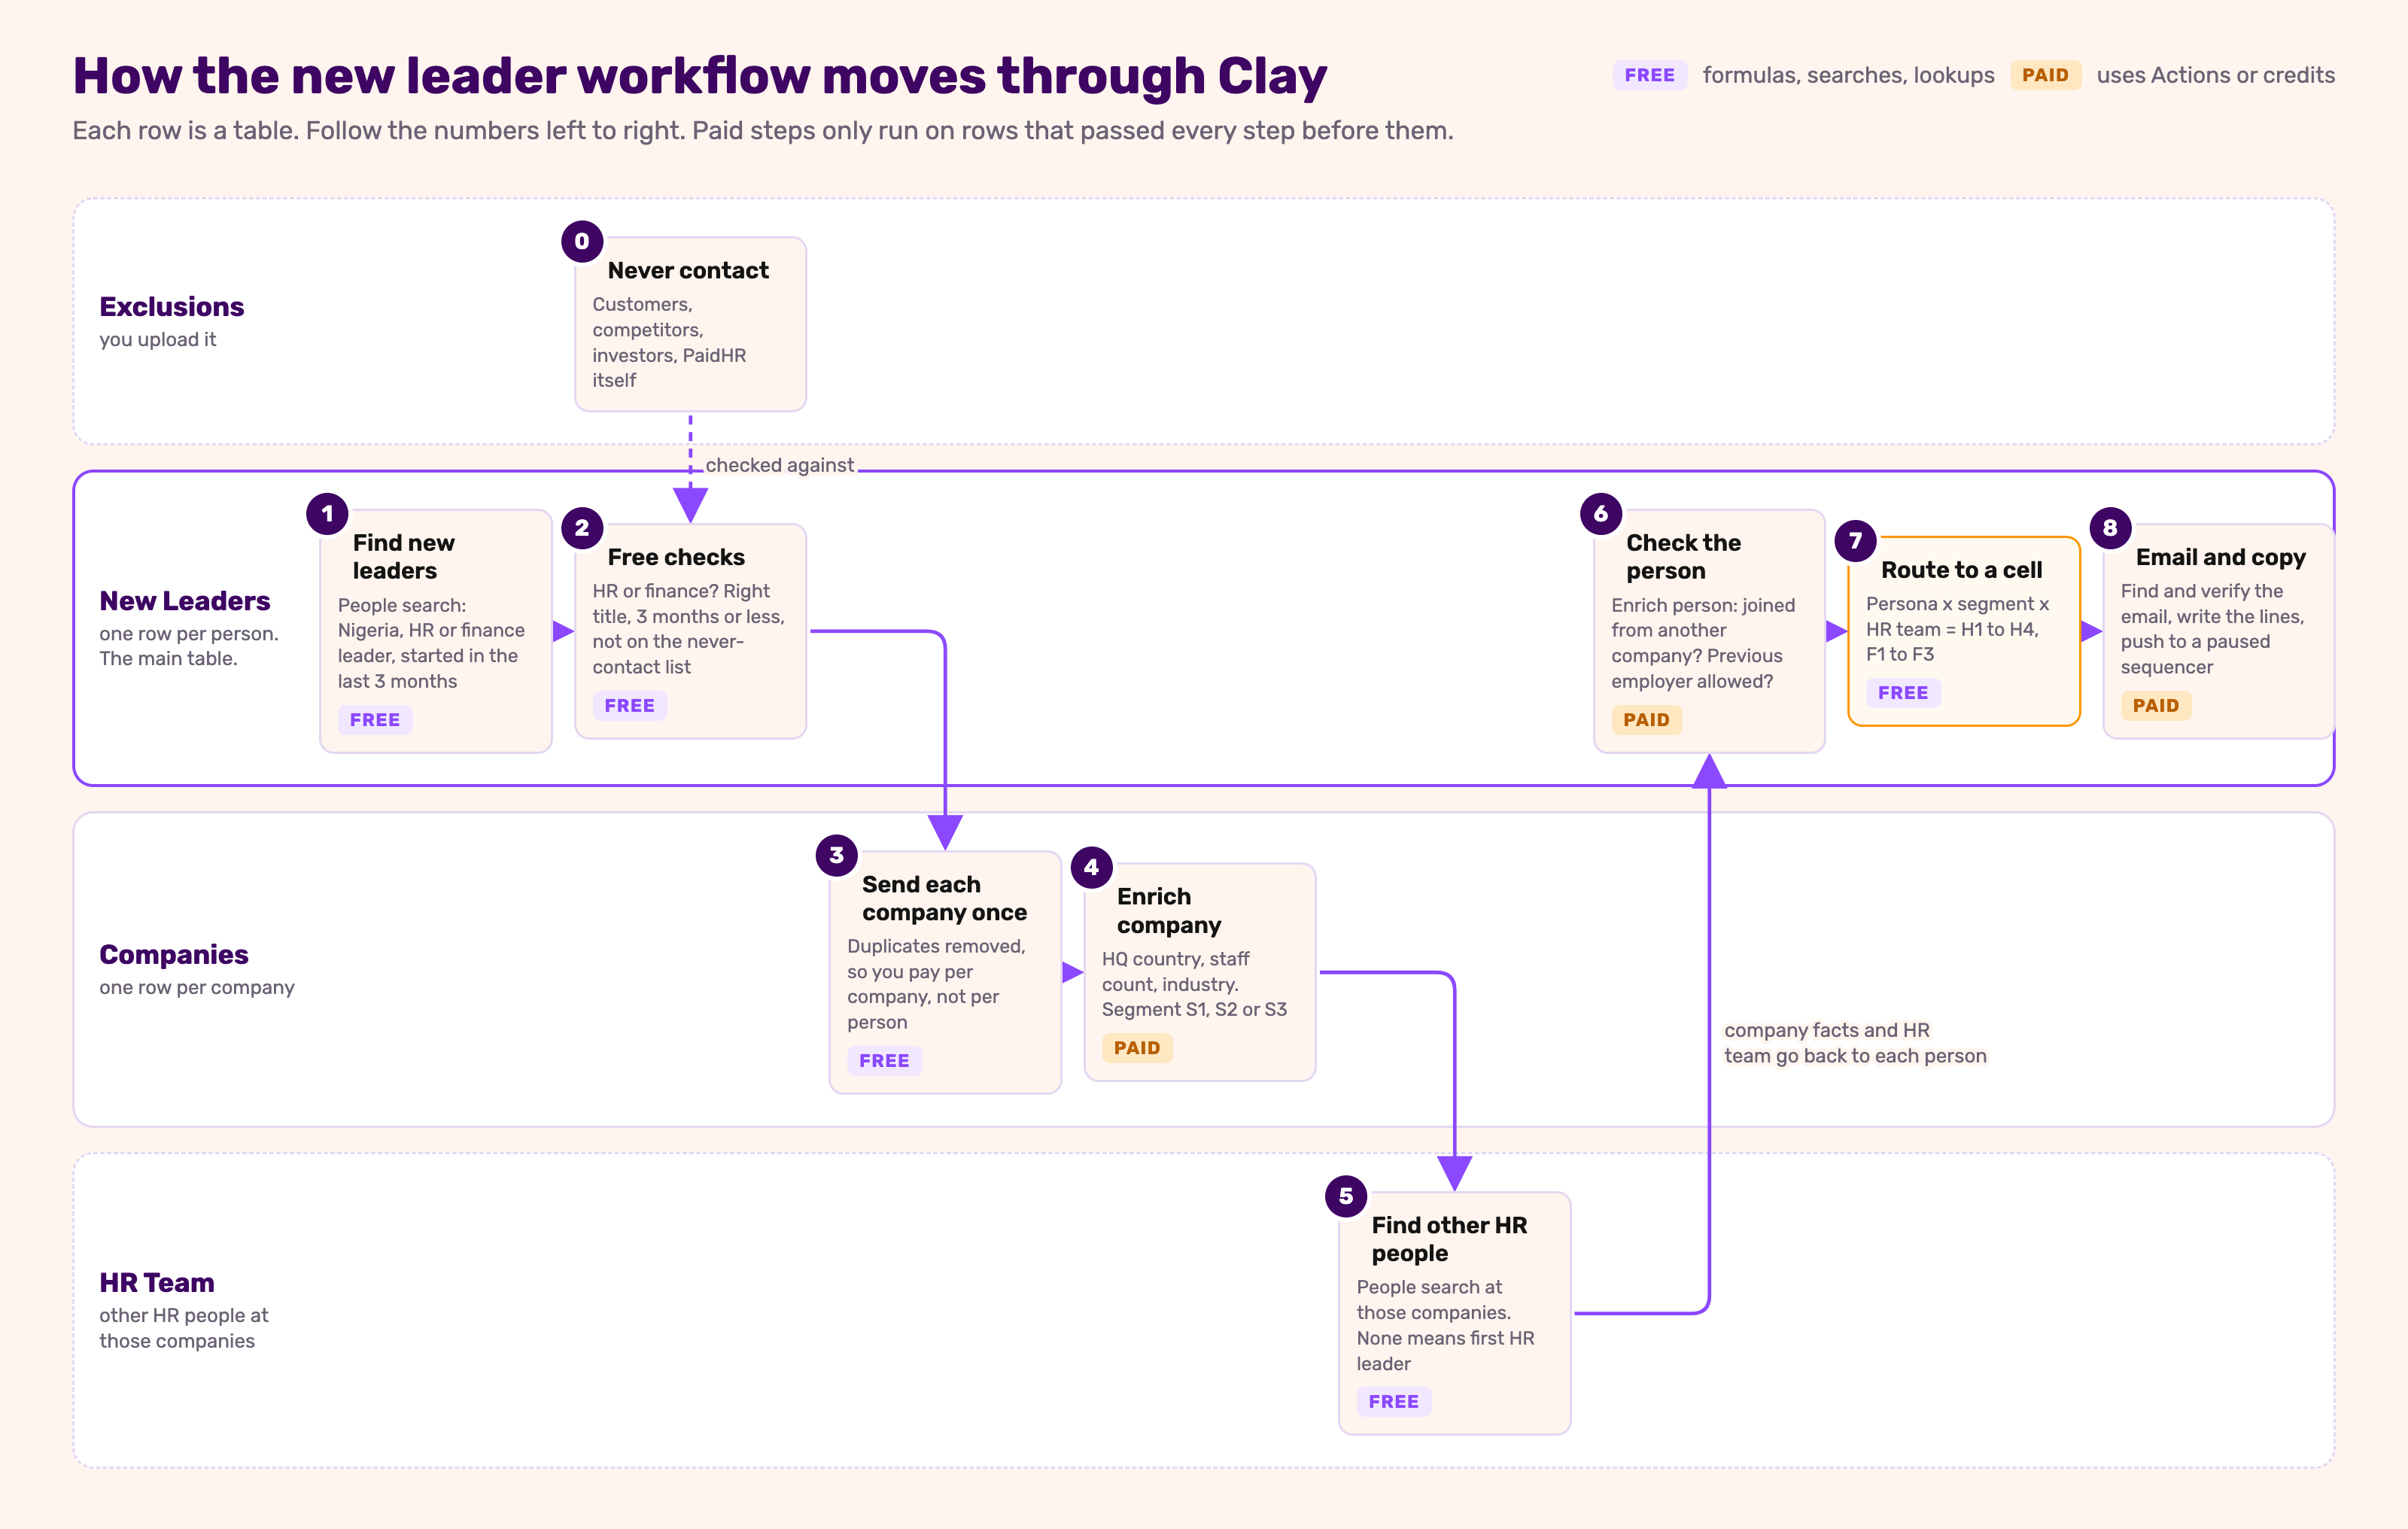 How the new leader workflow moves through Clay
FREE formulas, searches, lookups PAID uses Actions or credits
Each row is a table. Follow the numbers left to right. Paid steps only run on rows that passed every step before them.
Exclusions
you upload it
0
Never contact
Customers,
competitors,
investors, PaidHR
itself
checked against
New Leaders
one row per person.
The main table.
1
Find new
leaders
People search:
Nigeria, HR or finance
leader, started in the
last 3 months
FREE
2
Free checks
HR or finance? Right
title, 3 months or less,
not on the never-
contact list
FREE
6
Check the
person
Enrich person: joined
from another
company? Previous
employer allowed?
PAID
7
Route to a cell
Persona x segment x
HR team = H1 to H4,
F1 to F3
FREE
8
Email and copy
Find and verify the
email, write the lines,
push to a paused
sequencer
PAID
Companies
one row per company
3
Send each
company once
Duplicates removed,
so you pay per
company, not per
person
FREE
4
Enrich
company
HQ country, staff
count, industry.
Segment S1, S2 or S3
PAID
company facts and HR
team go back to each person
HR Team
other HR people at
those companies
5
Find other HR
people
People search at
those companies.
None means first HR
leader
FREE